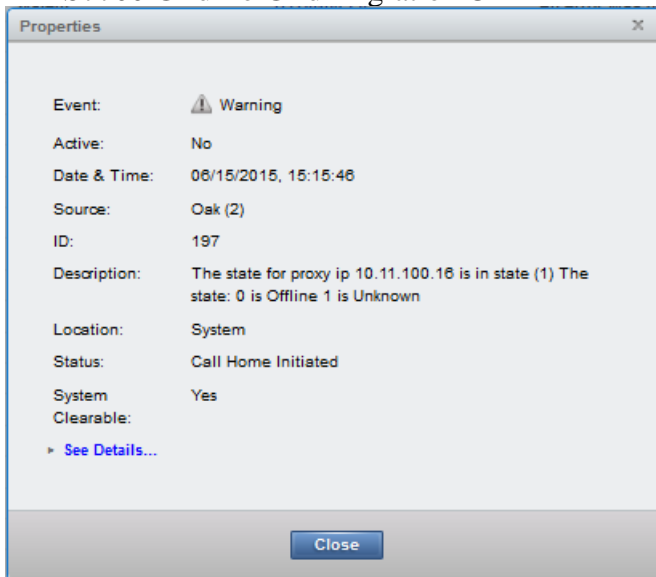 Properties
Event: Warning
Active: No
Date & Time: 06/15/2015, 15:15:46
Source: Oak (2)
ID: 197
Description: The state for proxy ip 10.11.100.16 is in state (1) The
state: 0 is Offline 1 is Unknown
Location: System
Status: Call Home Initiated
System Yes
Clearable:
See Details...
Close